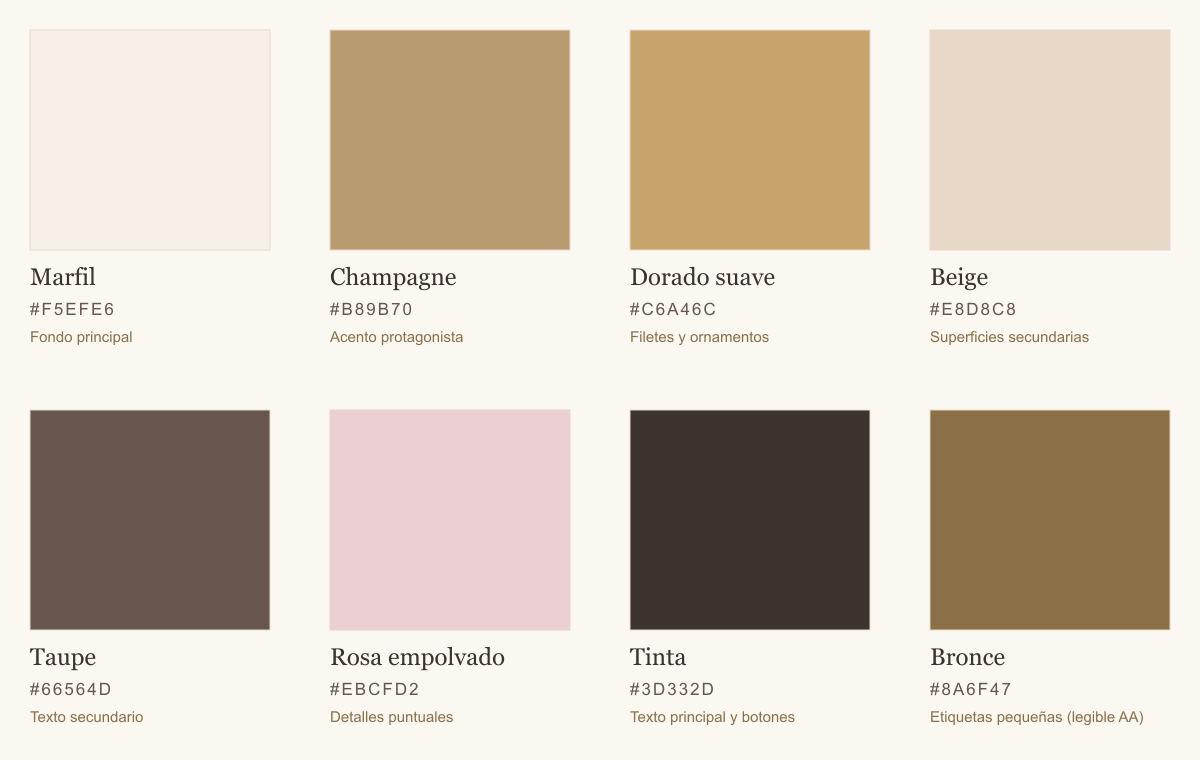 Marfil
#F5EFE6
Fondo principal
Champagne
#B89B70
Acento protagonista
Dorado suave
#C6A46C
Filetes y ornamentos
Beige
#E8D8C8
Superficies secundarias
Taupe
#66564D
Texto secundario
Rosa empolvado
#EBCFD2
Detalles puntuales
Tinta
#3D332D
Texto principal y botones
Bronce
#8A6F47
Etiquetas pequeñas (legible AA)